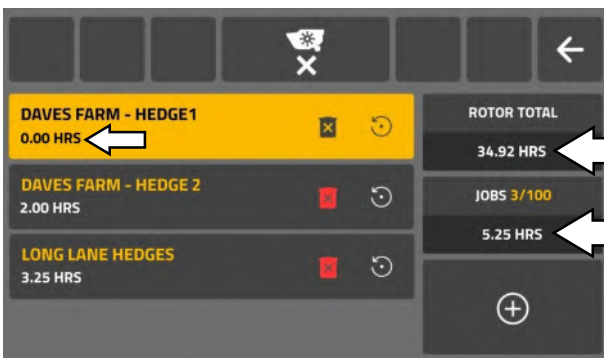 DAVES FARM - HEDGE1
0.00 HRS
DAVES FARM - HEDGE 2
2.00 HRS
LONG LANE HEDGES
3.25 HRS
ROTOR TOTAL
34.92 HRS
JOBS 3/100
5.25 HRS